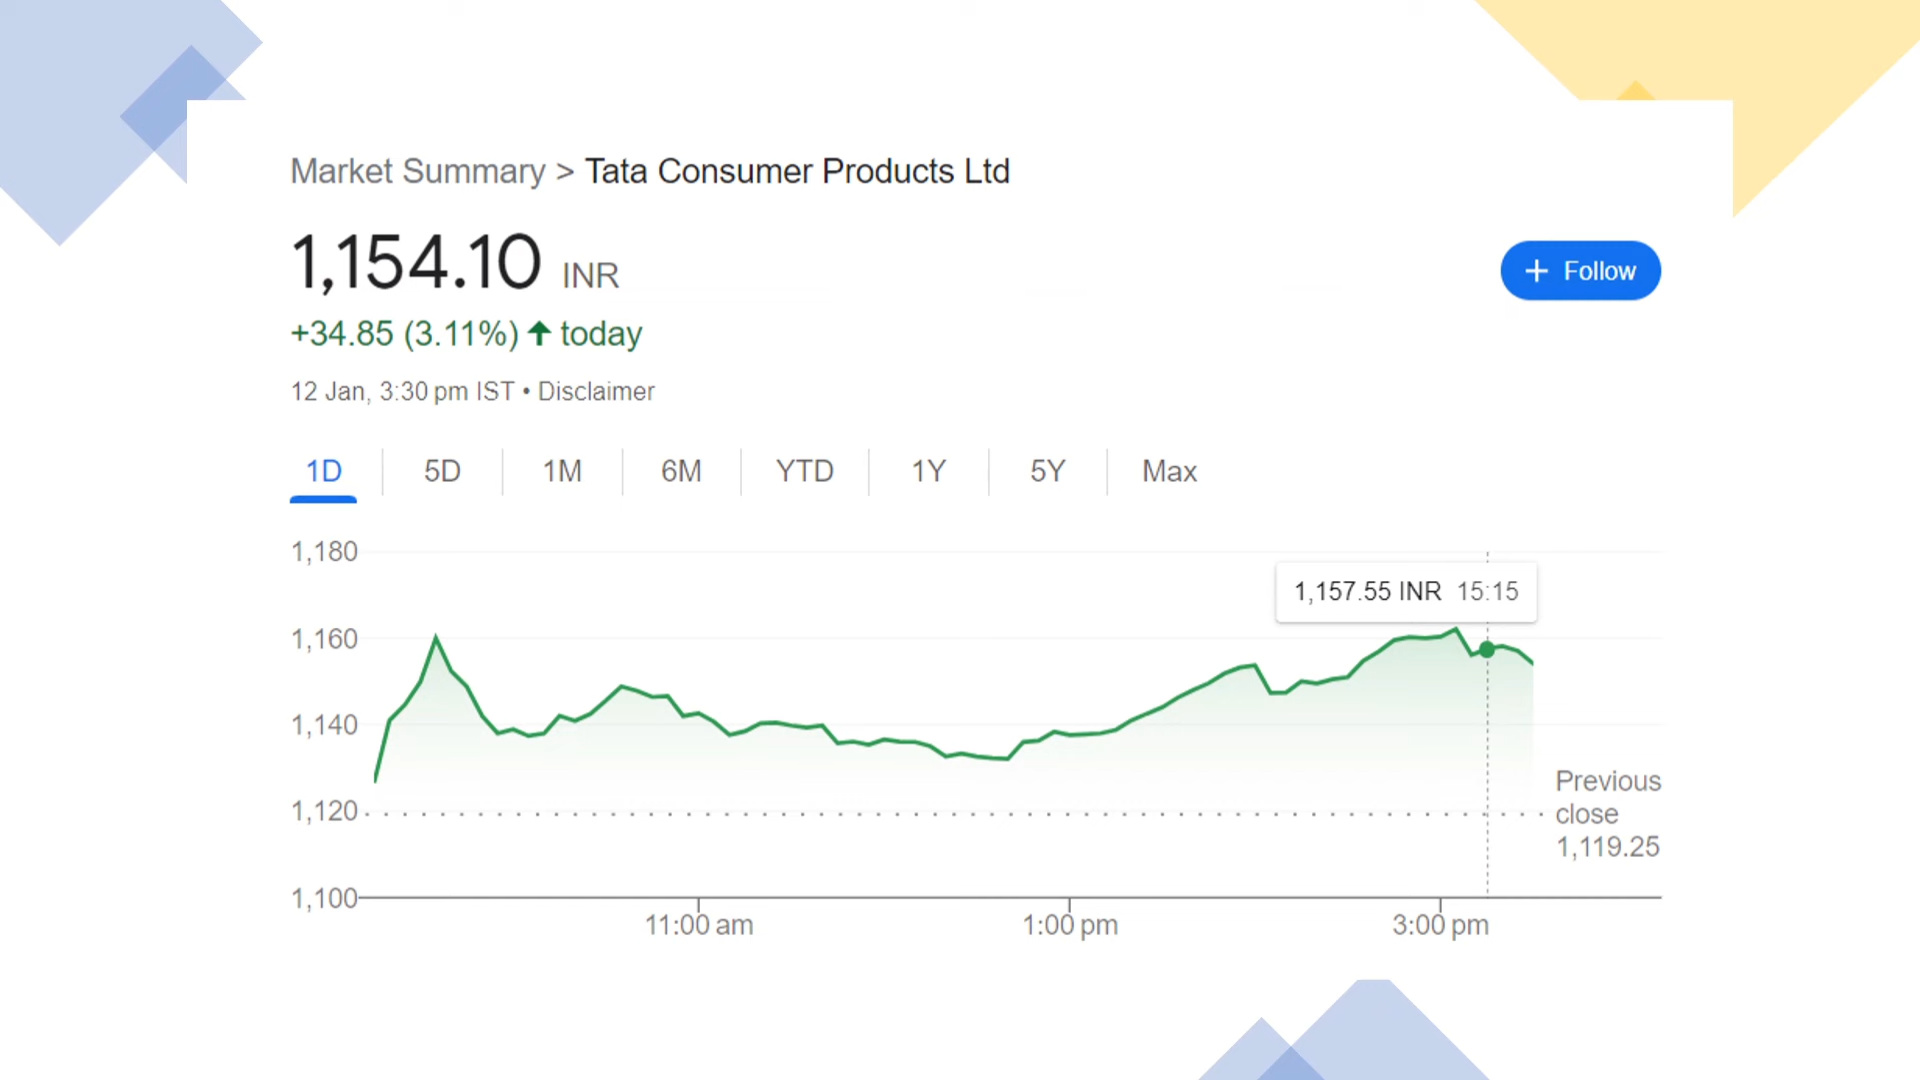 Market Summary > Tata Consumer Products Ltd
1,154.10 INR
+ Follow
+34.85 (3.11%) ↑ today
12 Jan, 3:30 pm IST • Disclaimer
1D 5D 1M 6M YTD 1Y 5Y Max
1,180
1,157.55 INR 15:15
1,160
1,140
1,120
Previous
close
1,119.25
1,100
11:00 am 1:00 pm 3:00 pm